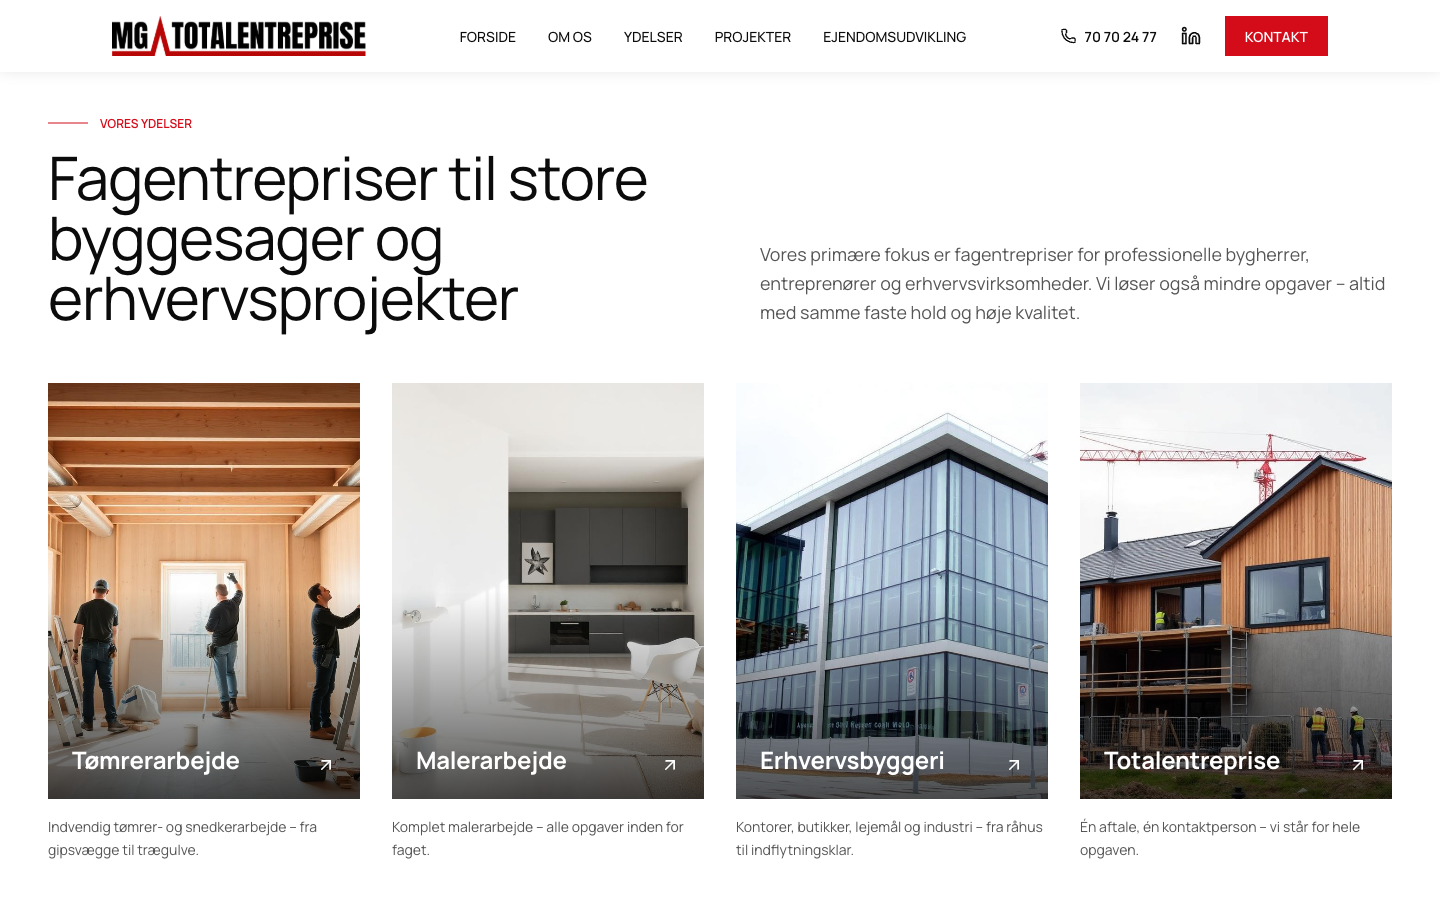 MG TOTALENTREPRISE
FORSIDE
OM OS
YDELSER
PROJEKTER
EJENDOMSUDVIKLING
70 70 24 77
KONTAKT
VORES YDELSER
Fagentrepriser til store
byggesager og
erhvervsprojekter
Vores primære fokus er fagentrepriser for professionelle bygherrer,
entreprenører og erhvervsvirksomheder. Vi løser også mindre opgaver – altid
med samme faste hold og høje kvalitet.
Tømrerarbejde
Malerarbejde
Erhvervsbyggeri
Totalentreprise
Indvendig tømrer- og snedkerarbejde – fra
gipsvægge til trægulve.
Komplet malerarbejde – alle opgaver inden for
faget.
Kontorer, butikker, lejemål og industri – fra råhus
til indflytningsklar.
Én aftale, én kontaktperson – vi står for hele
opgaven.